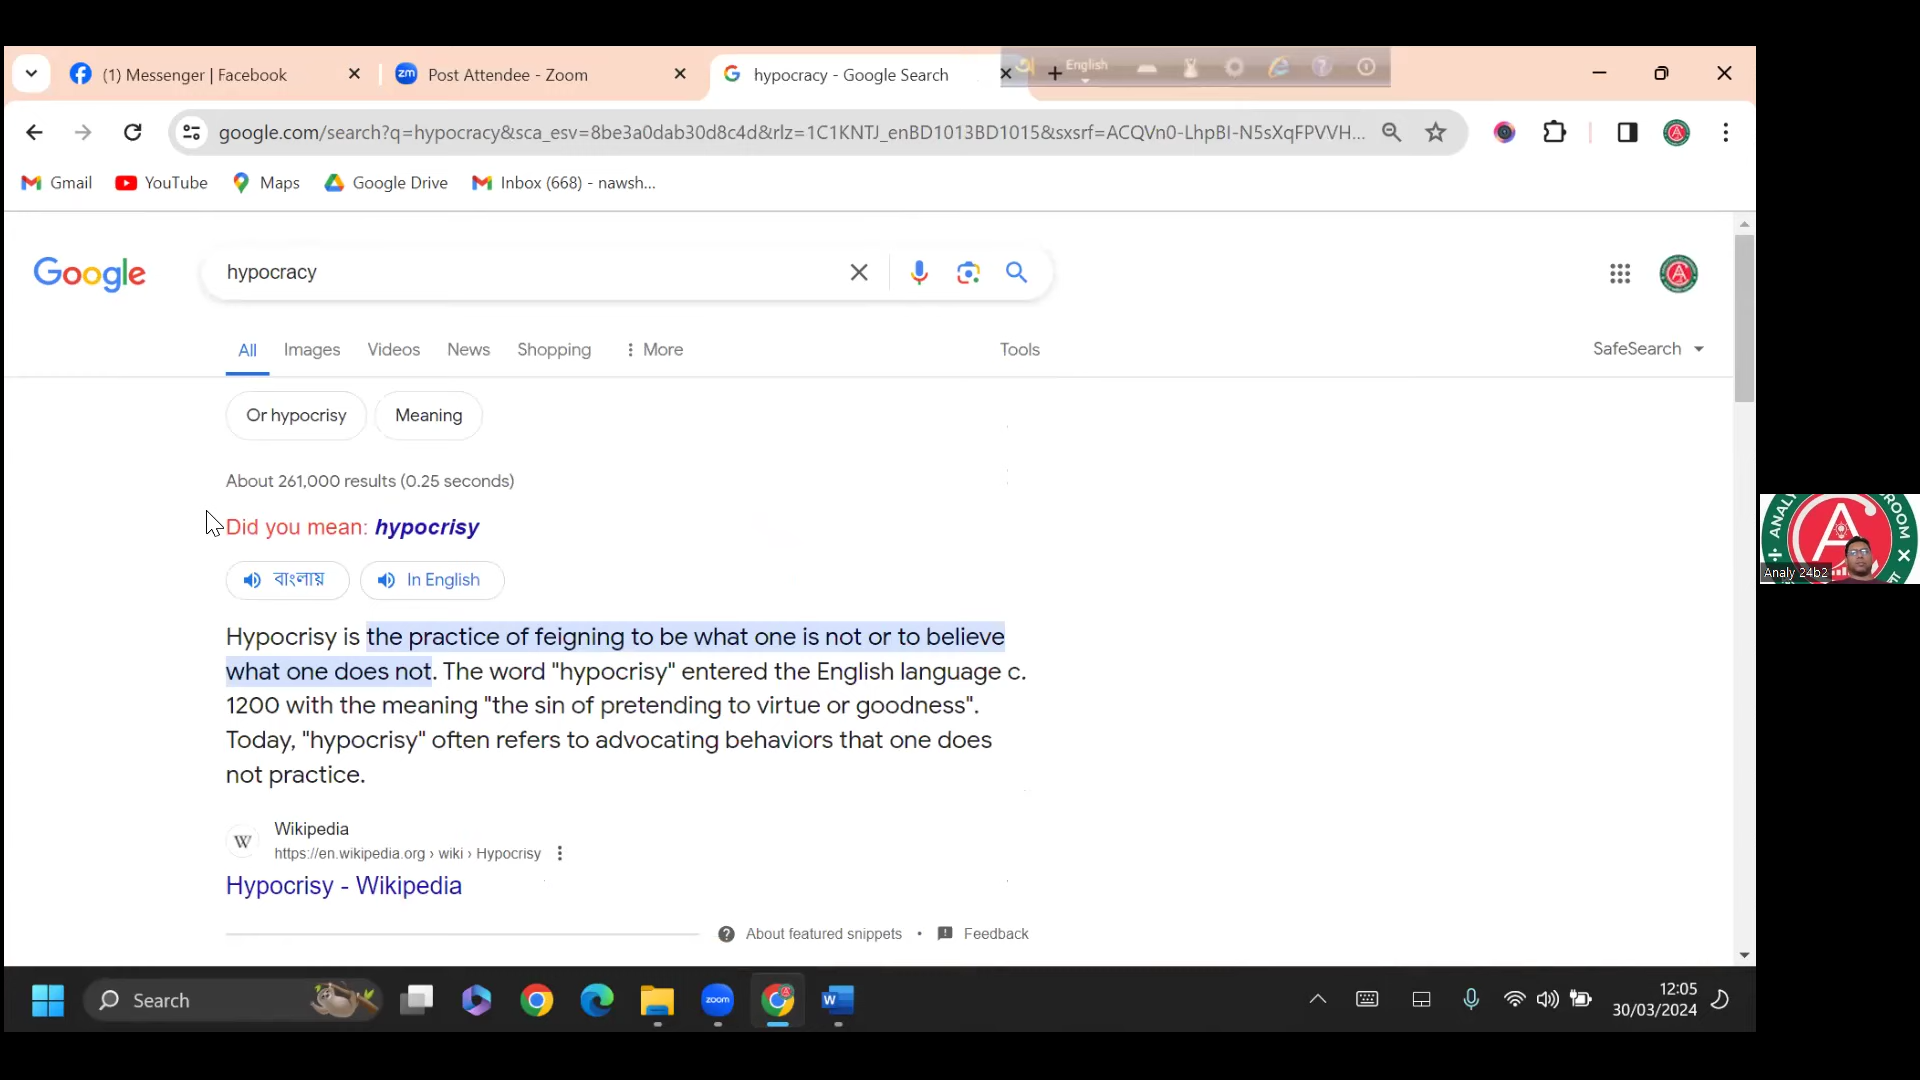 (1) Messenger | Facebook
Post Attendee - Zoom
hypocracy - Google Search
English
google.com/search?q=hypocracy&sca_esv=8be3a0dab30d8c4d&rlz=1C1KNTJ_enBD1013BD1015&sxsrf=ACQVn0-LhpBI-N5sXqFPVVH...
Gmail
YouTube
Maps
Google Drive
Inbox (668) - nawsh...
Google
hypocracy
All
Images
Videos
News
Shopping
More
Tools
SafeSearch
Or hypocrisy
Meaning
About 261,000 results (0.25 seconds)
Did you mean: hypocrisy
বাংলায়
In English
Hypocrisy is the practice of feigning to be what one is not or to believe
what one does not. The word "hypocrisy" entered the English language c.
1200 with the meaning "the sin of pretending to virtue or goodness".
Today, "hypocrisy" often refers to advocating behaviors that one does
not practice.
W
Wikipedia
https://en.wikipedia.org › wiki › Hypocrisy
Hypocrisy - Wikipedia
About featured snippets
•
Feedback
Analy 24b2
Search
zoom
12:05
30/03/2024